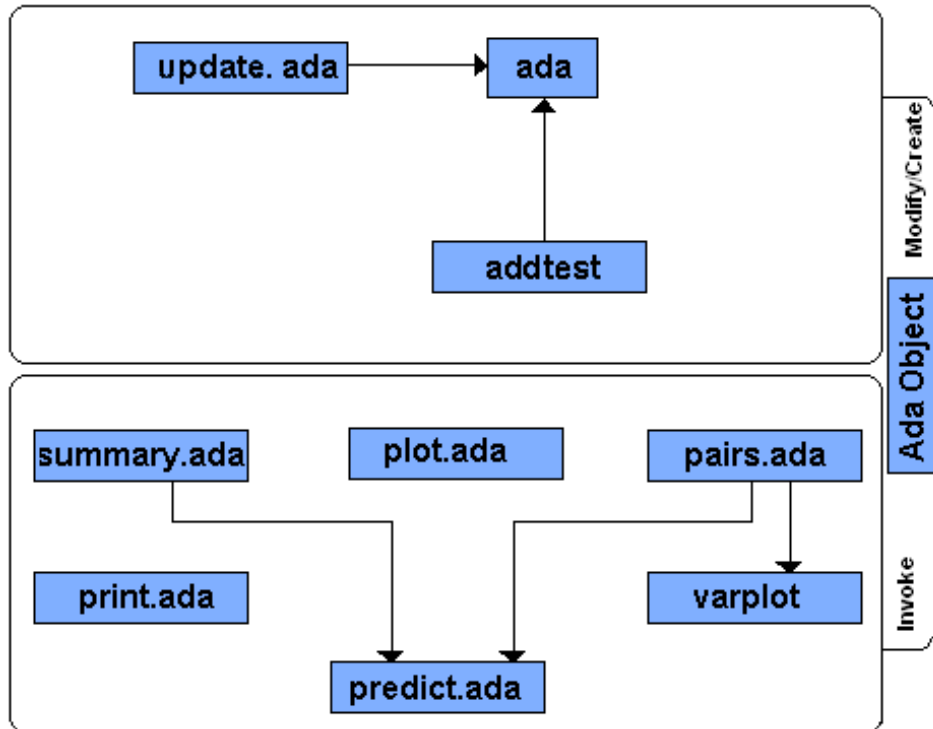 update. ada
ada
addtest
Modify/Create
Ada Object
summary.ada
plot.ada
pairs.ada
print.ada
varplot
Invoke
predict.ada